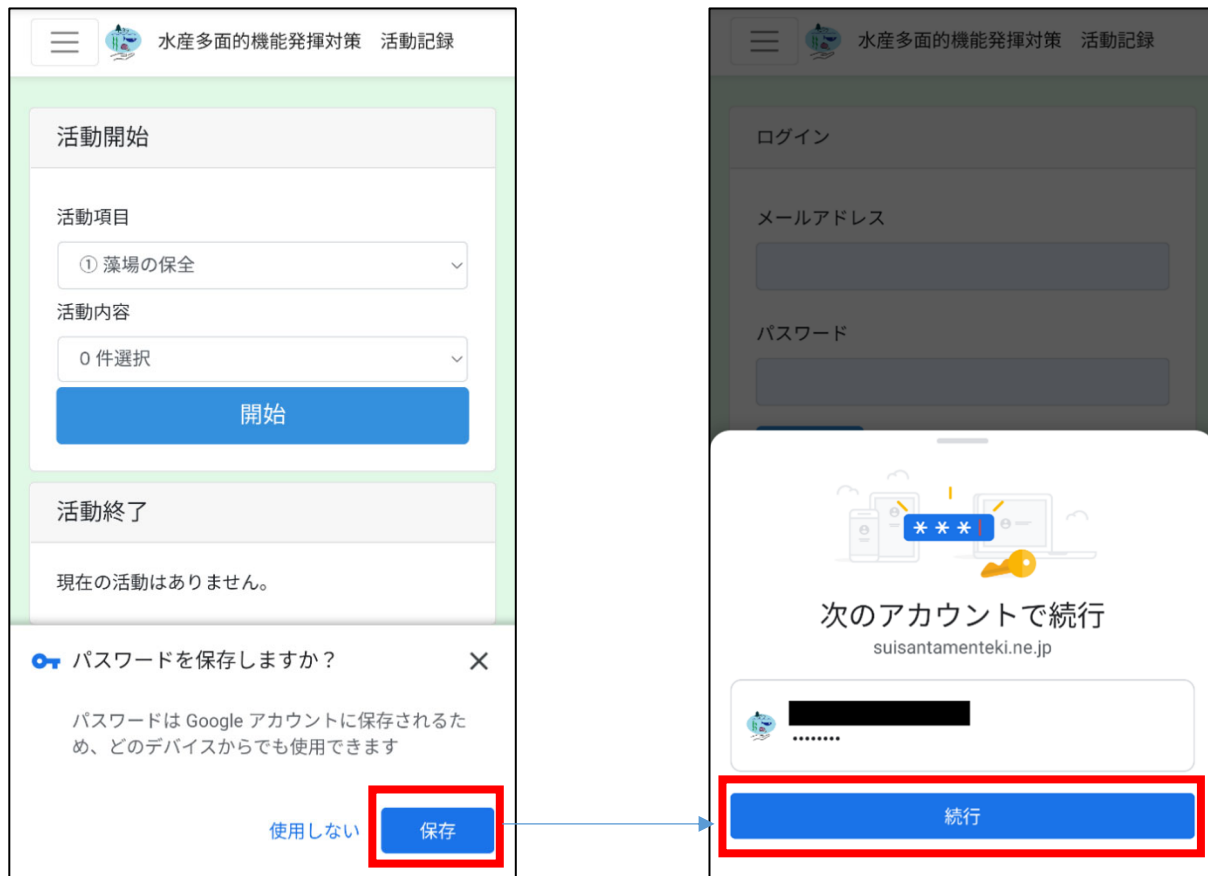 水産多面的機能発揮対策 活動記録
活動開始
活動項目
① 藻場の保全
活動内容
0 件選択
開始
活動終了
現在の活動はありません。
パスワードを保存しますか？
パスワードは Google アカウントに保存されるた
め、どのデバイスからでも使用できます
使用しない
保存
水産多面的機能発揮対策 活動記録
ログイン
メールアドレス
パスワード
***
次のアカウントで続行
suisantamenteki.ne.jp
••••••••
続行